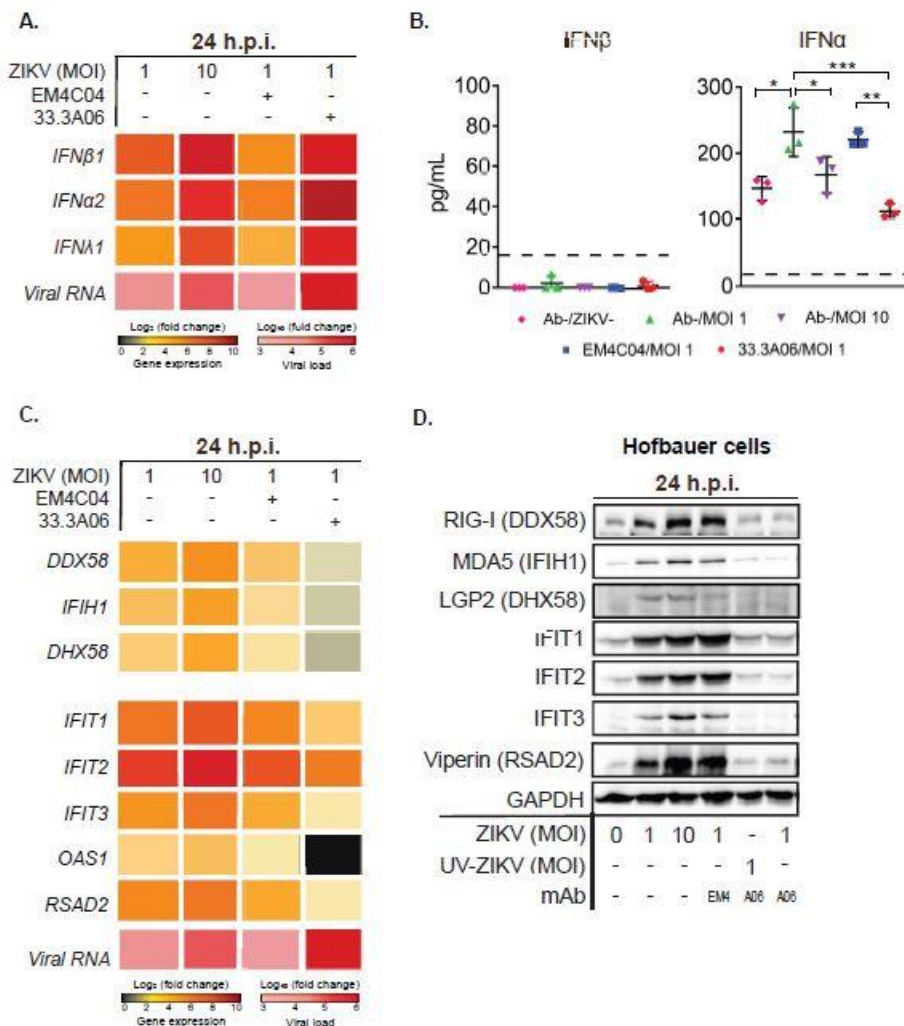 A.
24 h.p.i.
ZIKV (MOI) 1 10 1 1
EM4C04 - - + -
33.3A06 - - - +
IFNβ1
IFNα2
IFNλ1
Viral RNA
Log₂ (fold change) Log₁₀ (fold change)
0 2 4 6 8 10 3 4 5 6
Gene expression Viral load
B.
IFNβ IFNα
pg/mL
100
80
60
40
20
0
300
200
100
0
* * *** **
Ab-/ZIKV- Ab-/MOI 1 Ab-/MOI 10
EM4C04/MOI 1 33.3A06/MOI 1
C.
24 h.p.i.
ZIKV (MOI) 1 10 1 1
EM4C04 - - + -
33.3A06 - - - +
DDX58
IFIH1
DHX58
IFIT1
IFIT2
IFIT3
OAS1
RSAD2
Viral RNA
Log₂ (fold change) Log₁₀ (fold change)
0 2 4 6 8 10 3 4 5 6
Gene expression Viral load
D.
Hofbauer cells
24 h.p.i.
RIG-I (DDX58)
MDA5 (IFIH1)
LGP2 (DHX58)
IFIT1
IFIT2
IFIT3
Viperin (RSAD2)
GAPDH
ZIKV (MOI) 0 1 10 1 - 1
UV-ZIKV (MOI) - - - - 1 -
mAb - - - EM4 A06 A06